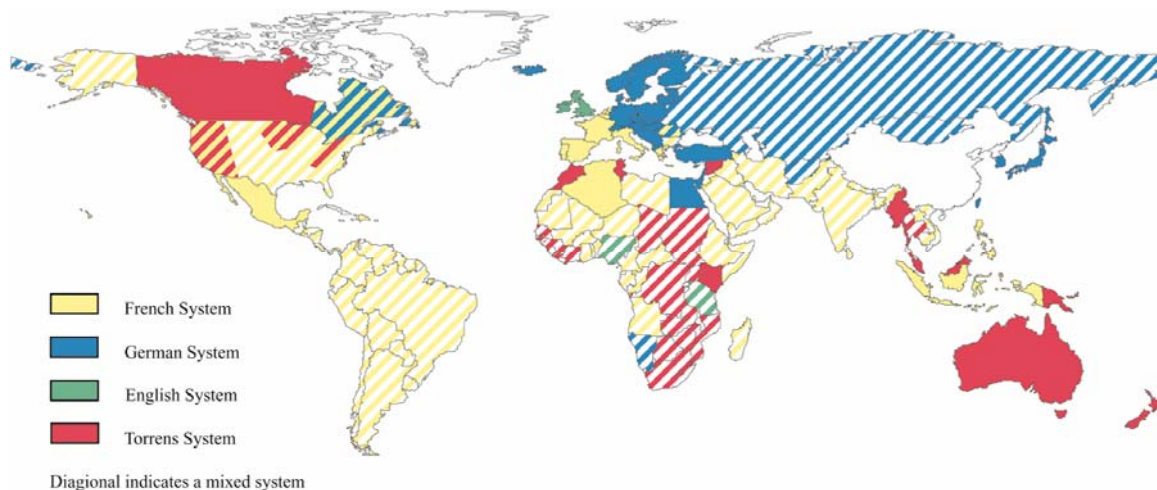 French System
German System
English System
Torrens System
Diagional indicates a mixed system